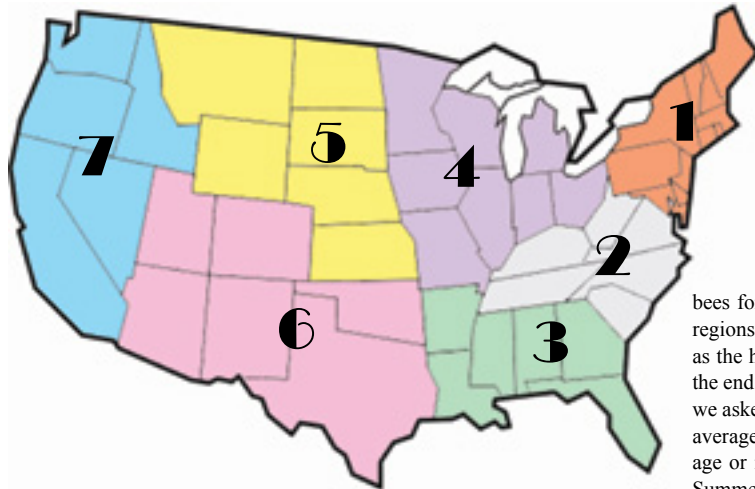 1
5
7
4
2
6
3
bees fo
regions
as the h
the end
we aske
average
age or
Summe